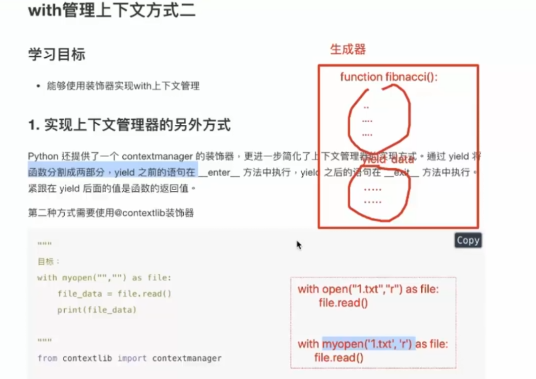 with管理上下文方式二
生成器
学习目标
function fibnacci():
能够使用装饰器实现with上下文管理
..
....
....
1. 实现上下文管理器的另外方式
Python 还提供了一个 contextmanager 的装饰器，更进一步简化了上下文管理器的实现方式。通过 yield 将
yield data
函数分割成两部分，yield 之前的语句在 __enter__ 方法中执行，yield 之后的语句在 __exit__ 方法中执行。
紧跟在 yield 后面的值是函数的返回值。
.....
.....
第二种方式需要使用@contextlib装饰器
Copy
"""
目标：
with myopen("","") as file:
file_data = file.read()
print(file_data)
"""
from contextlib import contextmanager
with open("1.txt","r") as file:
file.read()
with myopen('1.txt', 'r') as file:
file.read()